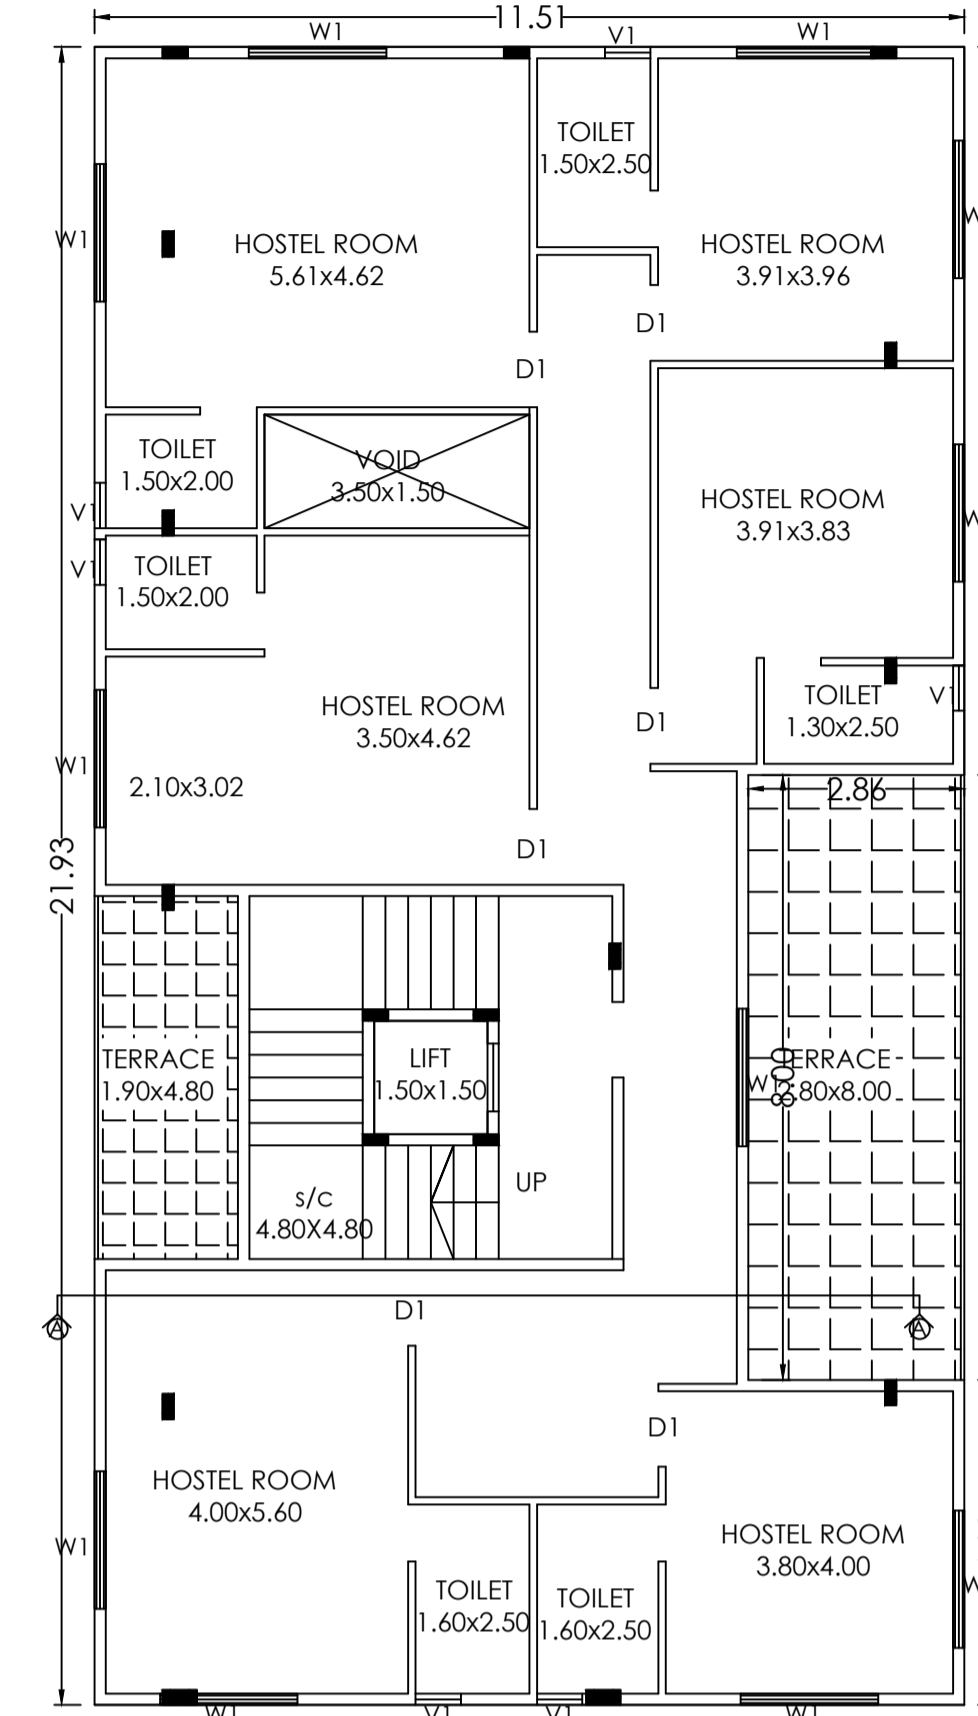 11.51
W1
V1
W1
TOILET
1.50x2.50
W1
HOSTEL ROOM
5.61x4.62
HOSTEL ROOM
3.91x3.96
W
D1
D1
TOILET
1.50x2.00
VOID
3.50x1.50
V1
HOSTEL ROOM
3.91x3.83
W
V1
TOILET
1.50x2.00
HOSTEL ROOM
3.50x4.62
D1
TOILET
1.30x2.50
V1
W1
2.10x3.02
2.86
21.93
D1
TERRACE
1.90x4.80
LIFT
1.50x1.50
8.00
ERRACE
W1
.80x8.00
UP
s/c
4.80X4.80
D1
A
A
D1
HOSTEL ROOM
4.00x5.60
W1
HOSTEL ROOM
3.80x4.00
W
TOILET
1.60x2.50
TOILET
1.60x2.50
W1
V1
V1
W1